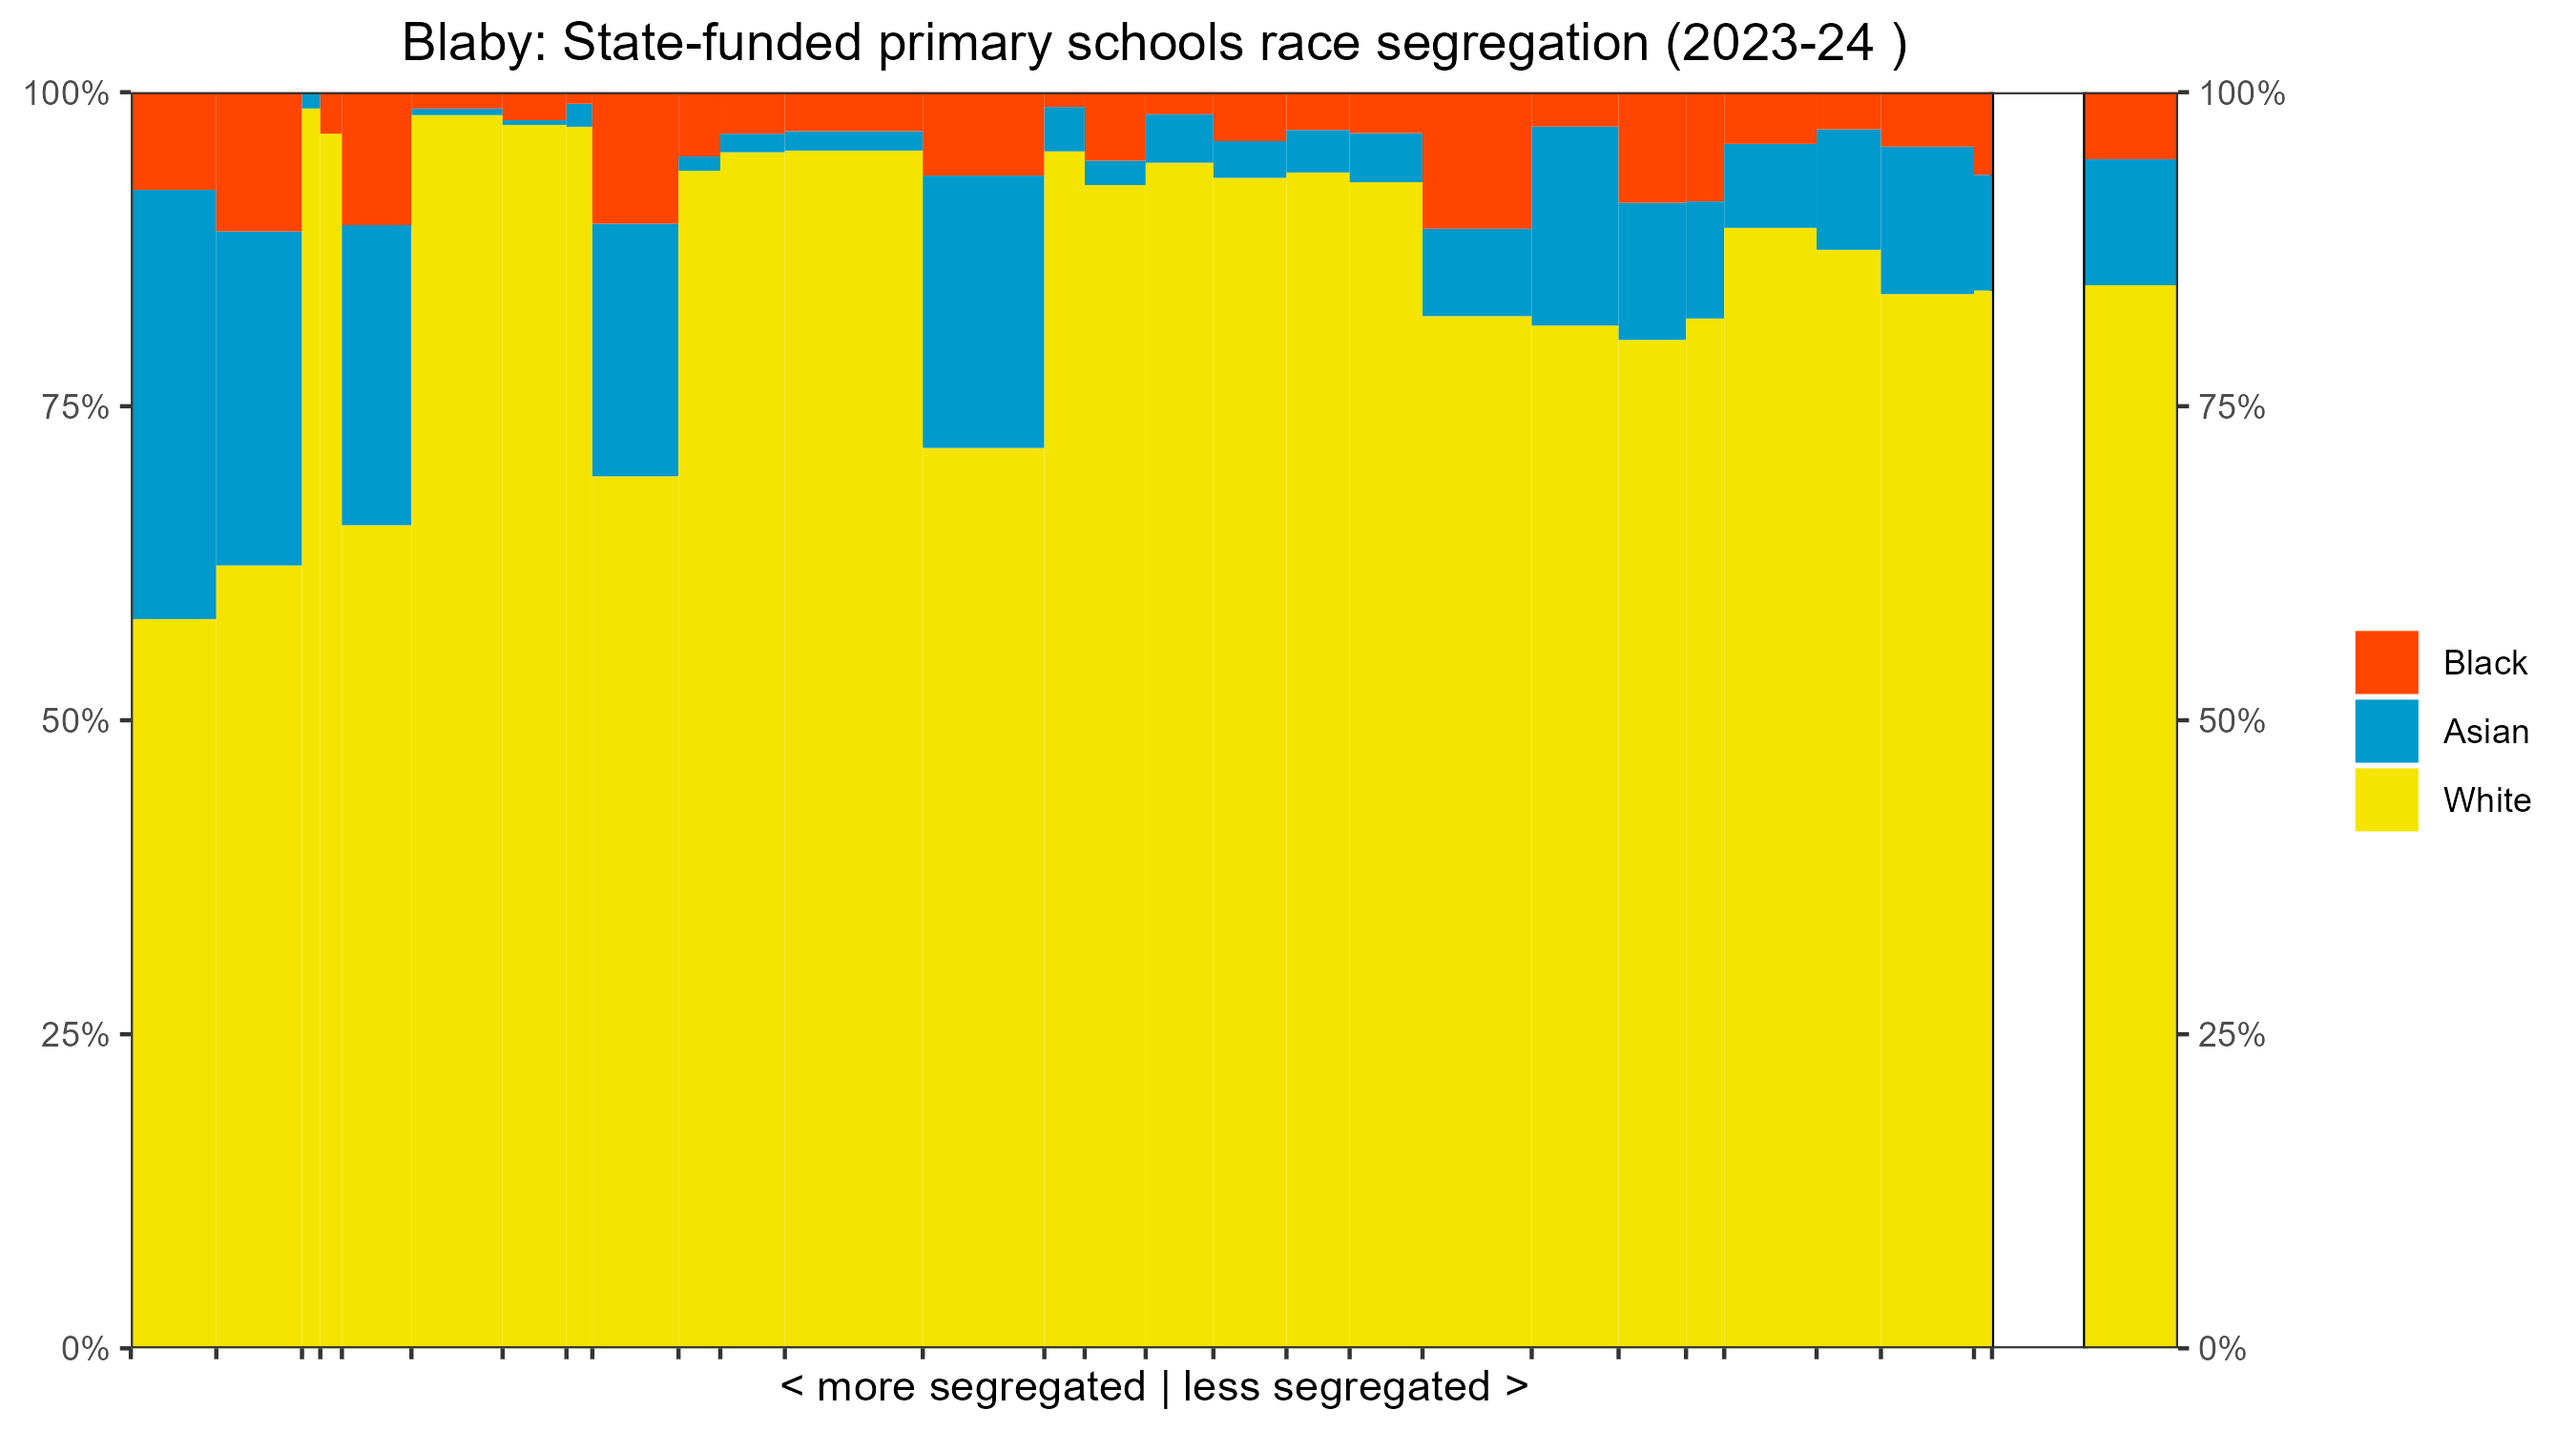 Blaby: State-funded primary schools race segregation (2023-24 )
100%
75%
50%
25%
0%
100%
75%
50%
25%
0%
Black
Asian
White
< more segregated | less segregated >